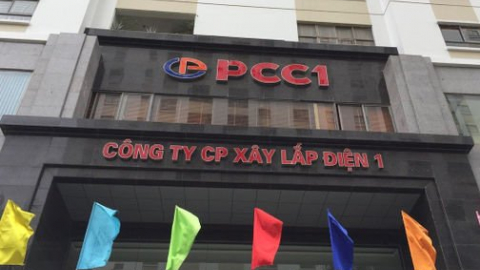 PCC1
CÔNG TY CP XÂY LẮP ĐIỆN 1